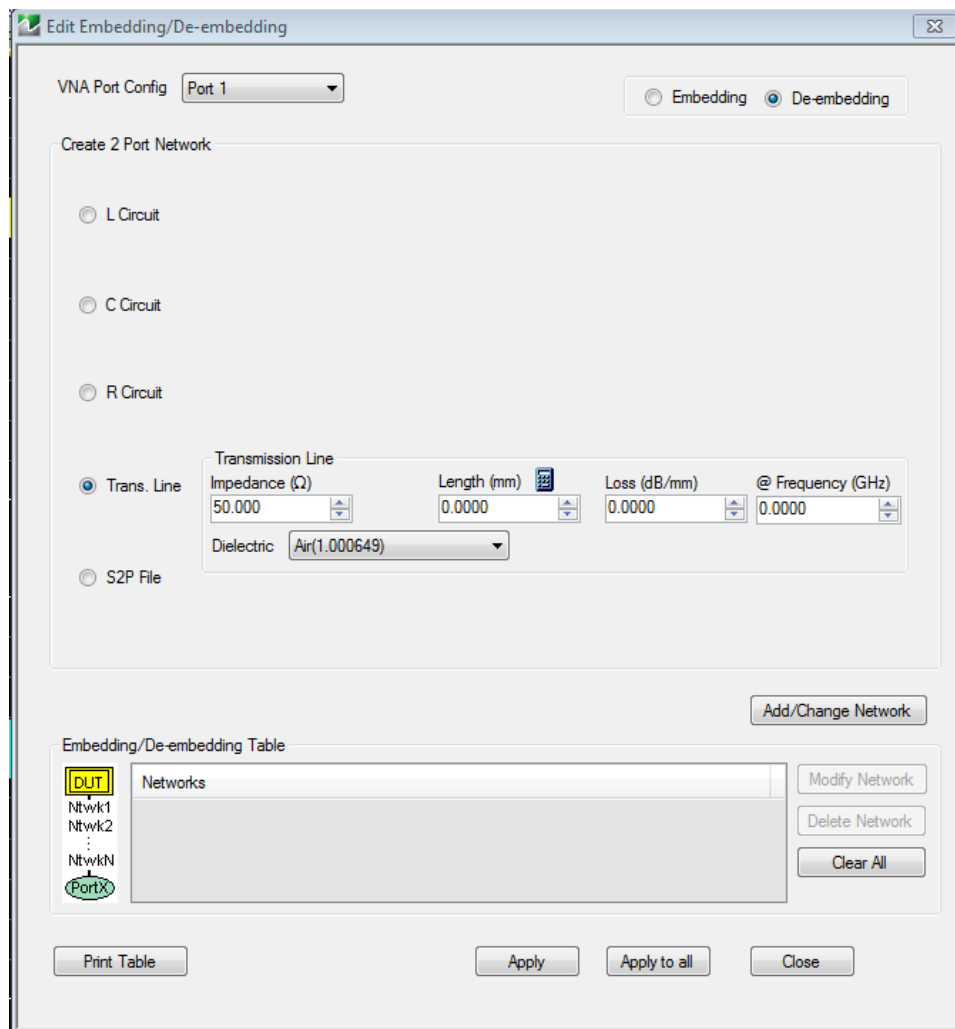 Edit Embedding/De-embedding
VNA Port Config Port 1 Embedding De-embedding
Create 2 Port Network
L Circuit
C Circuit
R Circuit
Transmission Line
Trans. Line Impedance (Ω) Length (mm) Loss (dB/mm) @ Frequency (GHz)
50.000 0.0000 0.0000 0.0000
Dielectric Air(1.000649)
S2P File
Add/Change Network
Embedding/De-embedding Table
DUT Networks Modify Network
Ntwk1
Ntwk2 Delete Network
⋮
NtwkN Clear All
PortX
Print Table Apply Apply to all Close